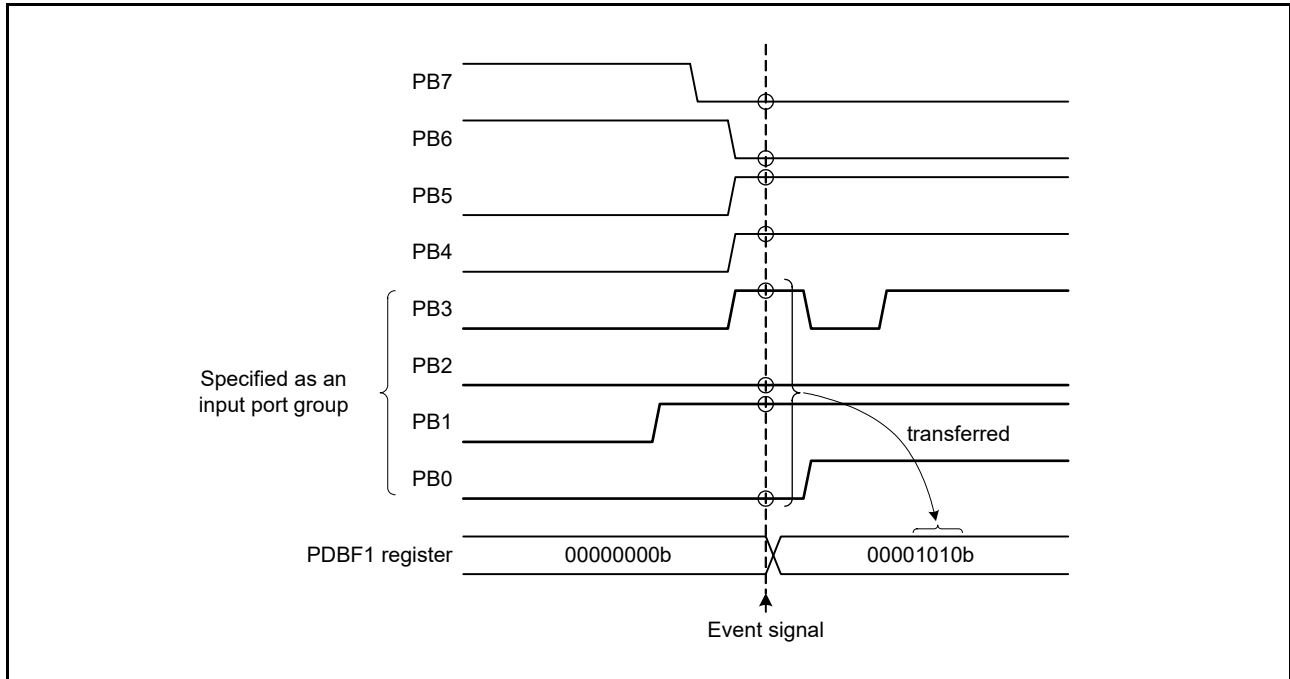 PB7
PB6
PB5
PB4
PB3
PB2
Specified as an
input port group
PB1
transferred
PB0
PDBF1 register
00000000b
00001010b
Event signal